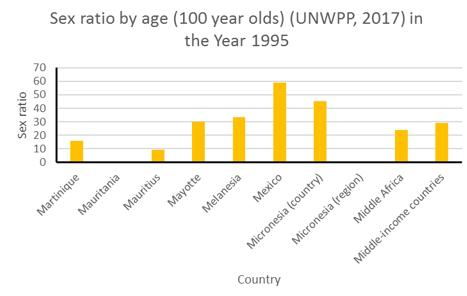 Sex ratio by age (100 year olds) (UNWPP, 2017) in
the Year 1995
70
60
50
40
30
20
10
0
Sex ratio
Martinique
Mauritania
Mauritius
Mayotte
Melanesia
Mexico
Micronesia (country)
Micronesia (region)
Middle Africa
Middle-income countries
Country